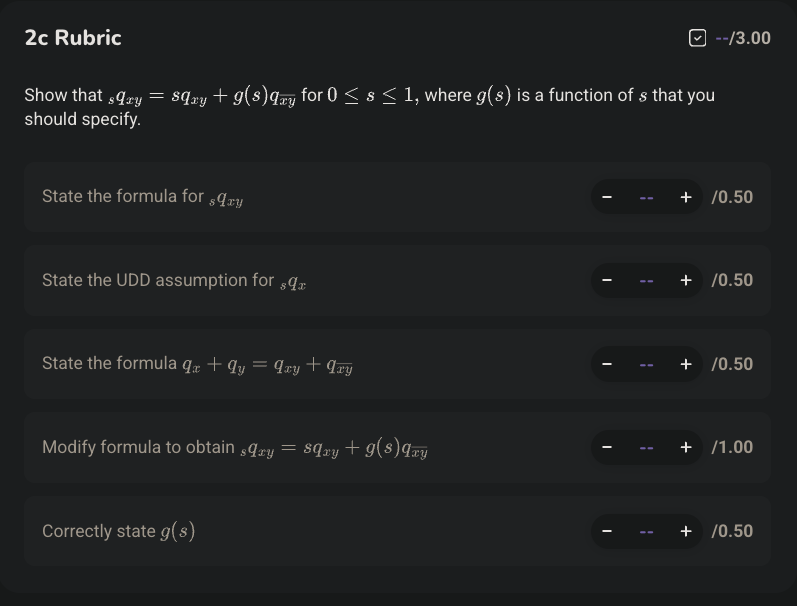 2c Rubric
--/3.00
Show that $_sq_{xy} = sq_{xy} + g(s)q_{\overline{xy}}$ for $0 \leq s \leq 1$, where $g(s)$ is a function of $s$ that you
should specify.
State the formula for $_sq_{xy}$ − -- + /0.50
State the UDD assumption for $_sq_x$ − -- + /0.50
State the formula $q_x + q_y = q_{xy} + q_{\overline{xy}}$ − -- + /0.50
Modify formula to obtain $_sq_{xy} = sq_{xy} + g(s)q_{\overline{xy}}$ − -- + /1.00
Correctly state $g(s)$ − -- + /0.50